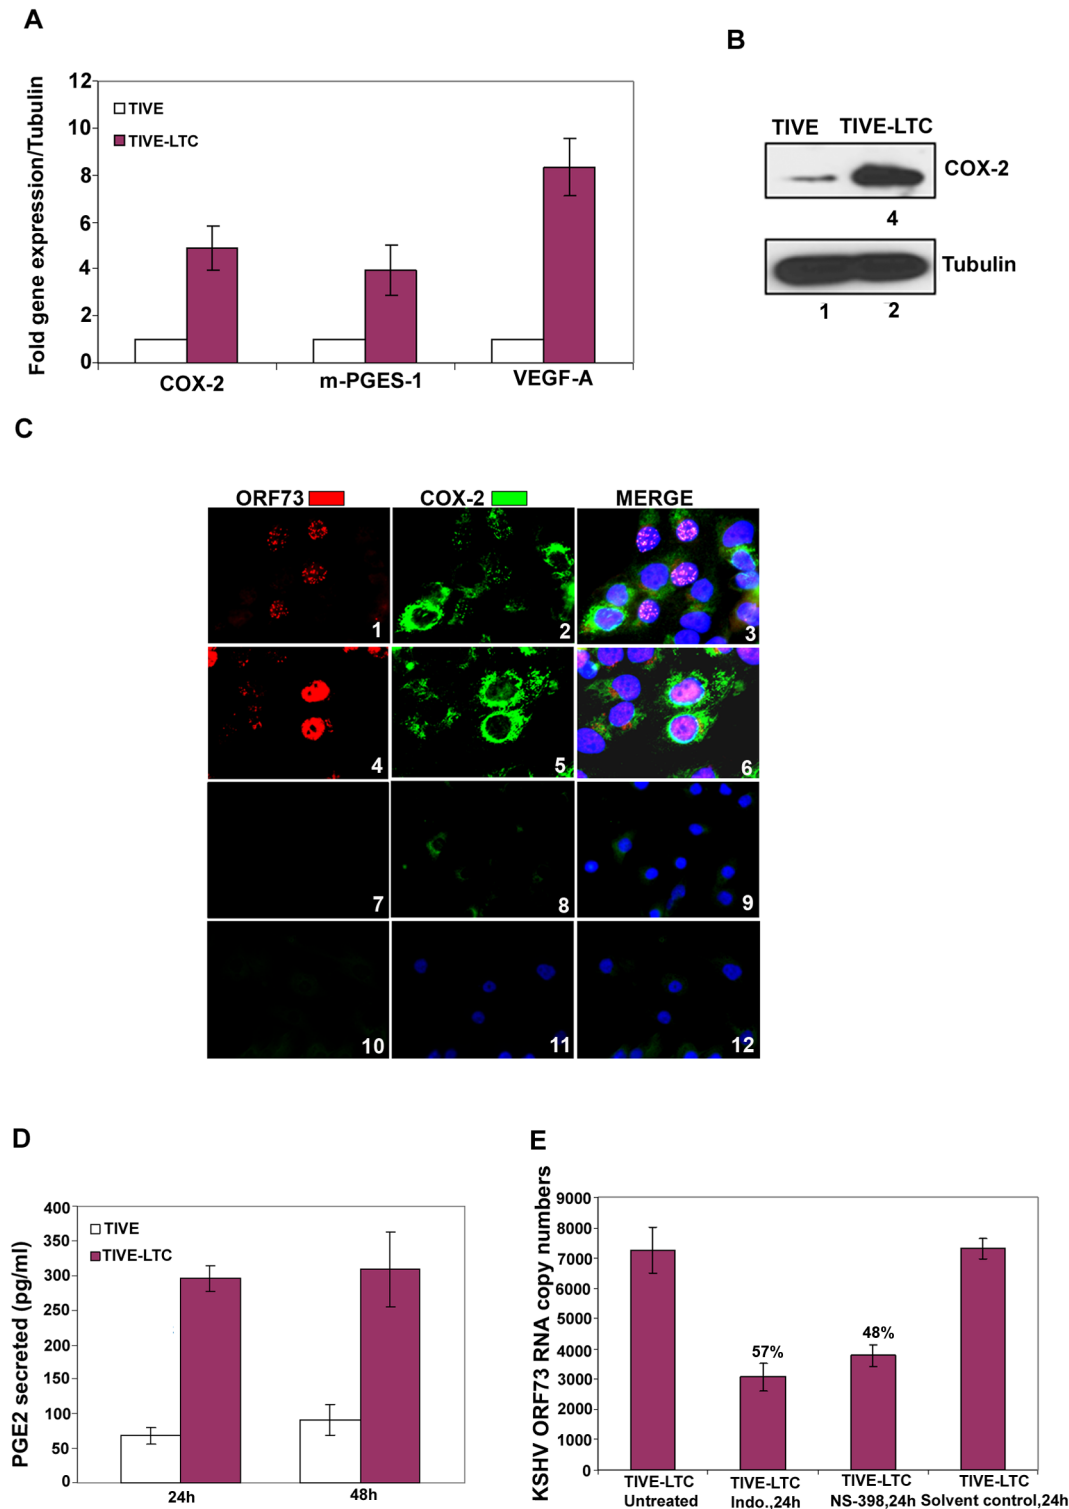 A
Fold gene expression/Tubulin
12
10
8
6
4
2
0
TIVE
TIVE-LTC
COX-2
m-PGES-1
VEGF-A
B
TIVE TIVE-LTC
COX-2
4
Tubulin
1 2
C
ORF73 COX-2 MERGE
1 2 3
4 5 6
7 8 9
10 11 12
D
PGE2 secreted (pg/ml)
400
350
300
250
200
150
100
50
0
TIVE
TIVE-LTC
24h 48h
E
KSHV ORF73 RNA copy numbers
9000
8000
7000
6000
5000
4000
3000
2000
1000
0
57%
48%
TIVE-LTC
Untreated
TIVE-LTC
Indo.,24h
TIVE-LTC
NS-398,24h
TIVE-LTC
Solvent control,24h